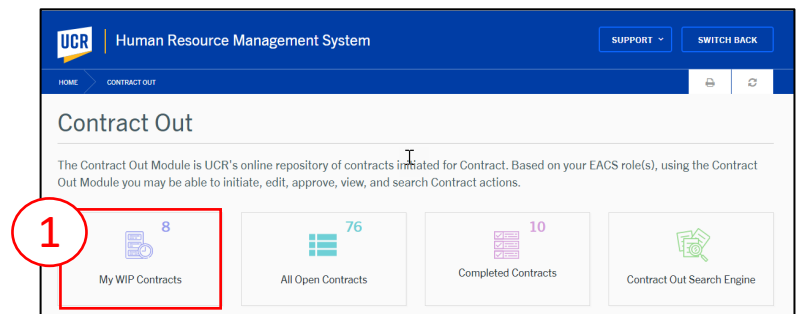 UCR Human Resource Management System
SUPPORT SWITCH BACK
HOME CONTRACT OUT
Contract Out
The Contract Out Module is UCR's online repository of contracts initiated for Contract. Based on your EACS role(s), using the Contract
Out Module you may be able to initiate, edit, approve, view, and search Contract actions.
1
8 76 10
My WIP Contracts All Open Contracts Completed Contracts Contract Out Search Engine